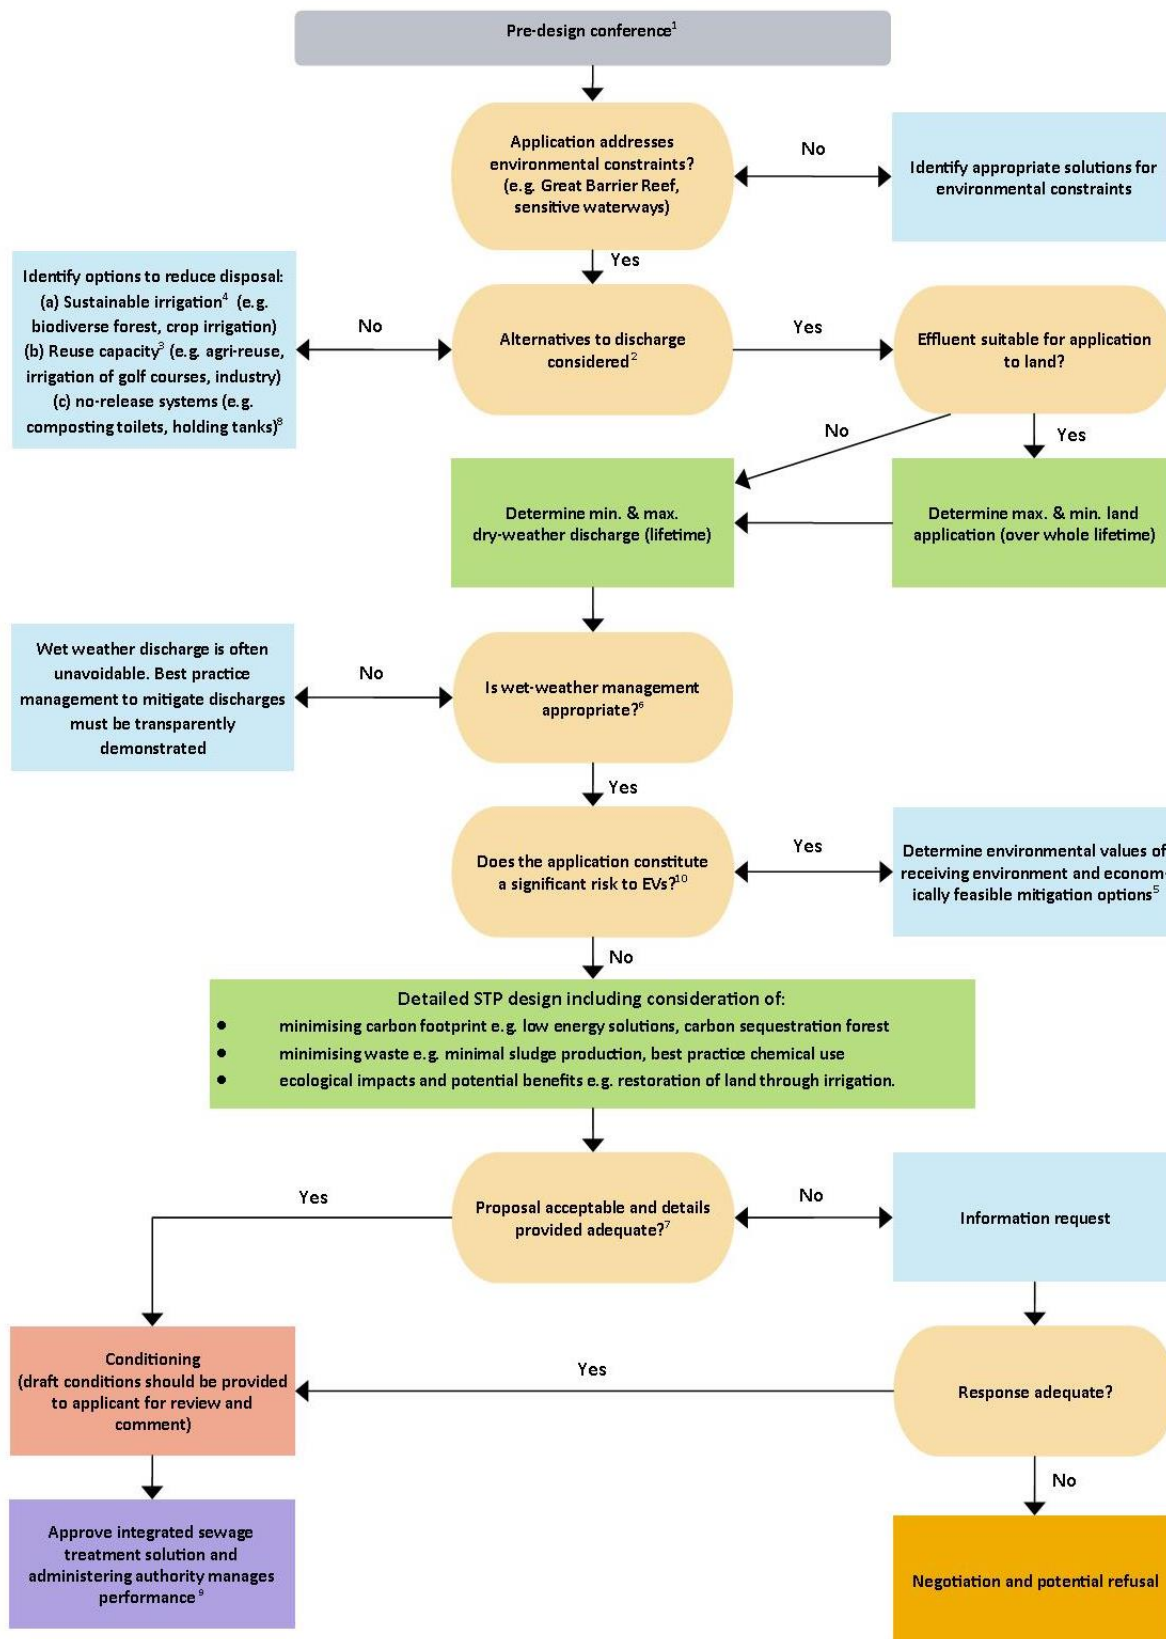 Pre-design conference¹
Application addresses
environmental constraints?
(e.g. Great Barrier Reef,
sensitive waterways)
No
Identify appropriate solutions for
environmental constraints
Yes
Identify options to reduce disposal:
(a) Sustainable irrigation⁴ (e.g.
biodiverse forest, crop irrigation)
(b) Reuse capacity³ (e.g. agri-reuse,
irrigation of golf courses, industry)
(c) no-release systems (e.g.
composting toilets, holding tanks)⁸
No
Alternatives to discharge
considered²
Yes
Effluent suitable for application
to land?
No
Yes
Determine min. & max.
dry-weather discharge (lifetime)
Determine max. & min. land
application (over whole lifetime)
Wet weather discharge is often
unavoidable. Best practice
management to mitigate discharges
must be transparently
demonstrated
No
Is wet-weather management
appropriate?⁶
Yes
Does the application constitute
a significant risk to EVs?¹⁰
Yes
Determine environmental values of
receiving environment and econom-
ically feasible mitigation options⁵
No
Detailed STP design including consideration of:
• minimising carbon footprint e.g. low energy solutions, carbon sequestration forest
• minimising waste e.g. minimal sludge production, best practice chemical use
• ecological impacts and potential benefits e.g. restoration of land through irrigation.
Yes
Proposal acceptable and details
provided adequate?⁷
No
Information request
Conditioning
(draft conditions should be provided
to applicant for review and
comment)
Yes
Response adequate?
No
Approve integrated sewage
treatment solution and
administering authority manages
performance⁹
Negotiation and potential refusal